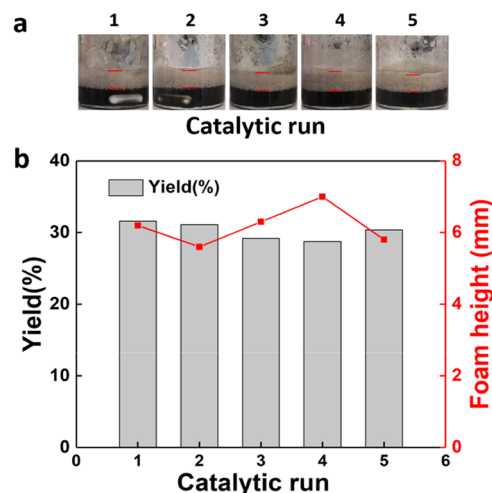 a
1 2 3 4 5
Catalytic run
b
40
30
20
10
0
Yield(%)
Yield(%)
8
6
4
2
0
Foam height (mm)
0 1 2 3 4 5 6
Catalytic run